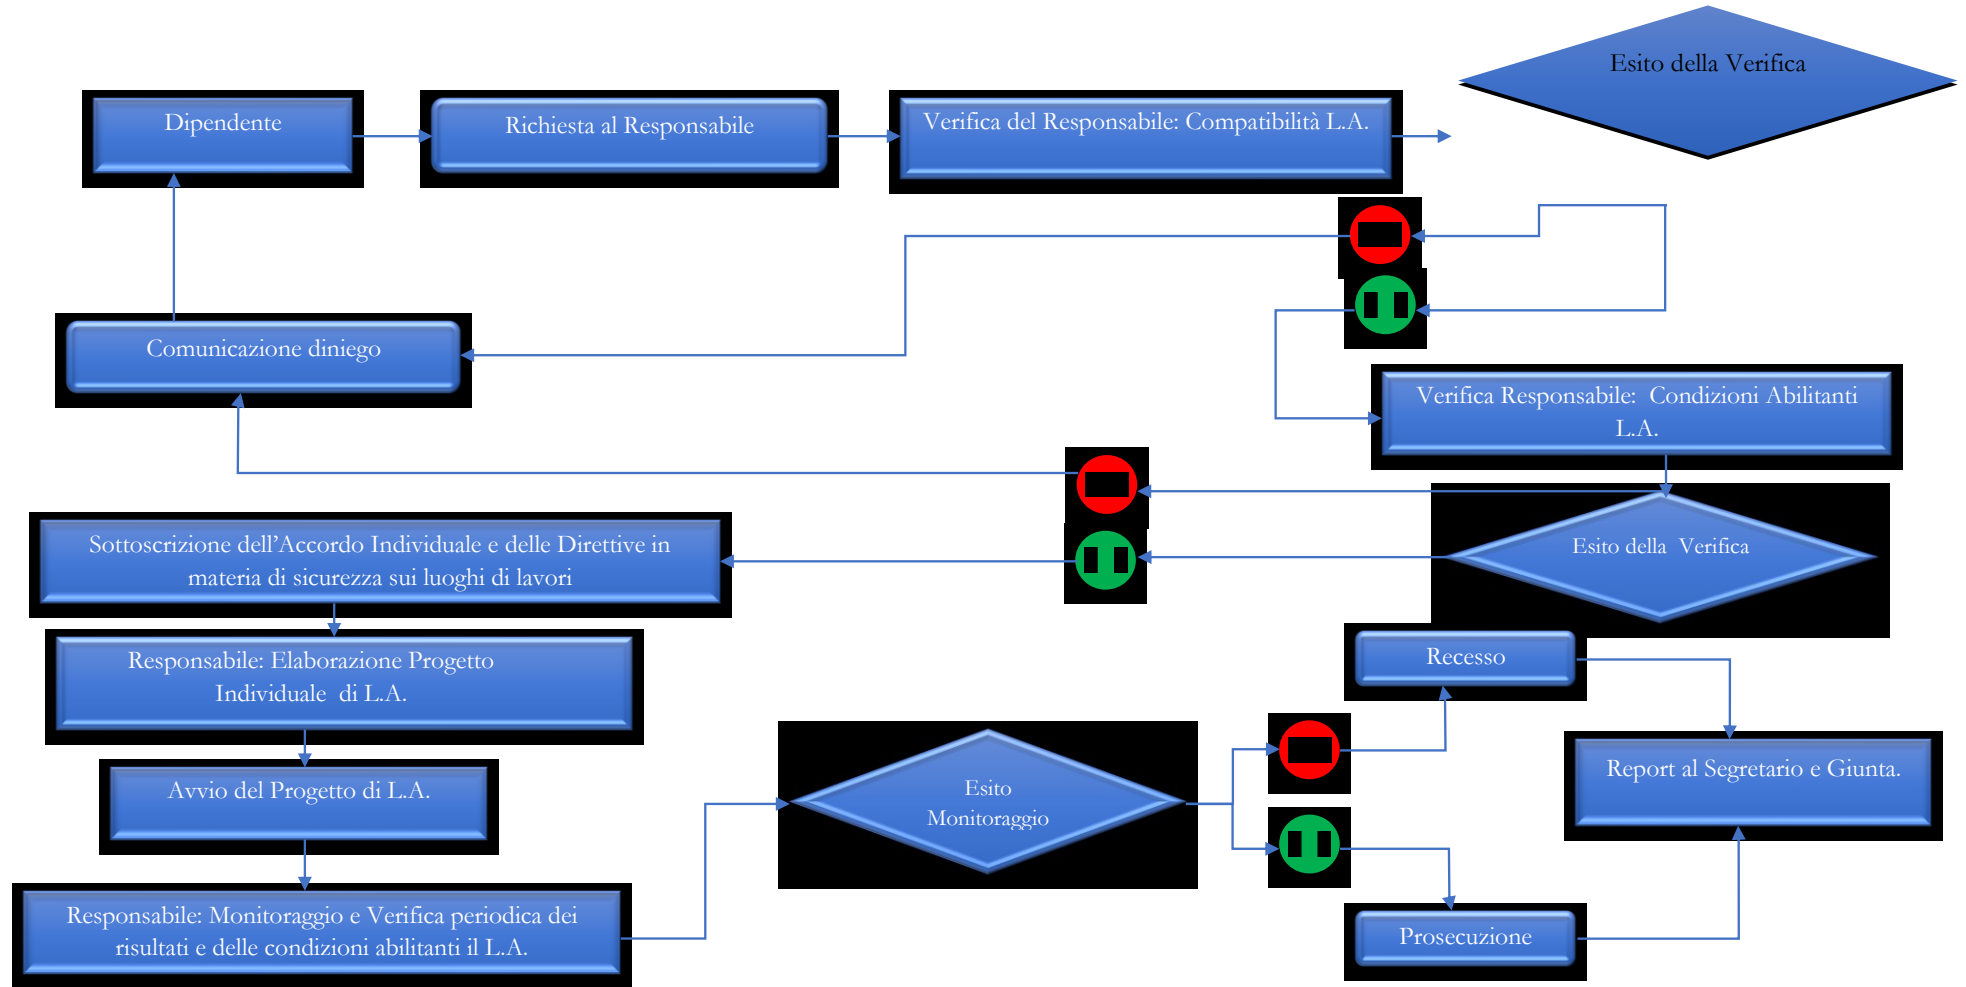 Esito della Verifica
Dipendente
Richiesta al Responsabile
Verifica del Responsabile: Compatibilità L.A.
Comunicazione diniego
Verifica Responsabile:  Condizioni Abilitanti
L.A.
Esito della  Verifica
Sottoscrizione dell’Accordo Individuale e delle Direttive in
materia di sicurezza sui luoghi di lavori
Responsabile: Elaborazione Progetto
Individuale  di L.A.
Recesso
Avvio del Progetto di L.A.
Esito
Monitoraggio
Report al Segretario e Giunta.
Responsabile: Monitoraggio e Verifica periodica dei
risultati e delle condizioni abilitanti il L.A.
Prosecuzione